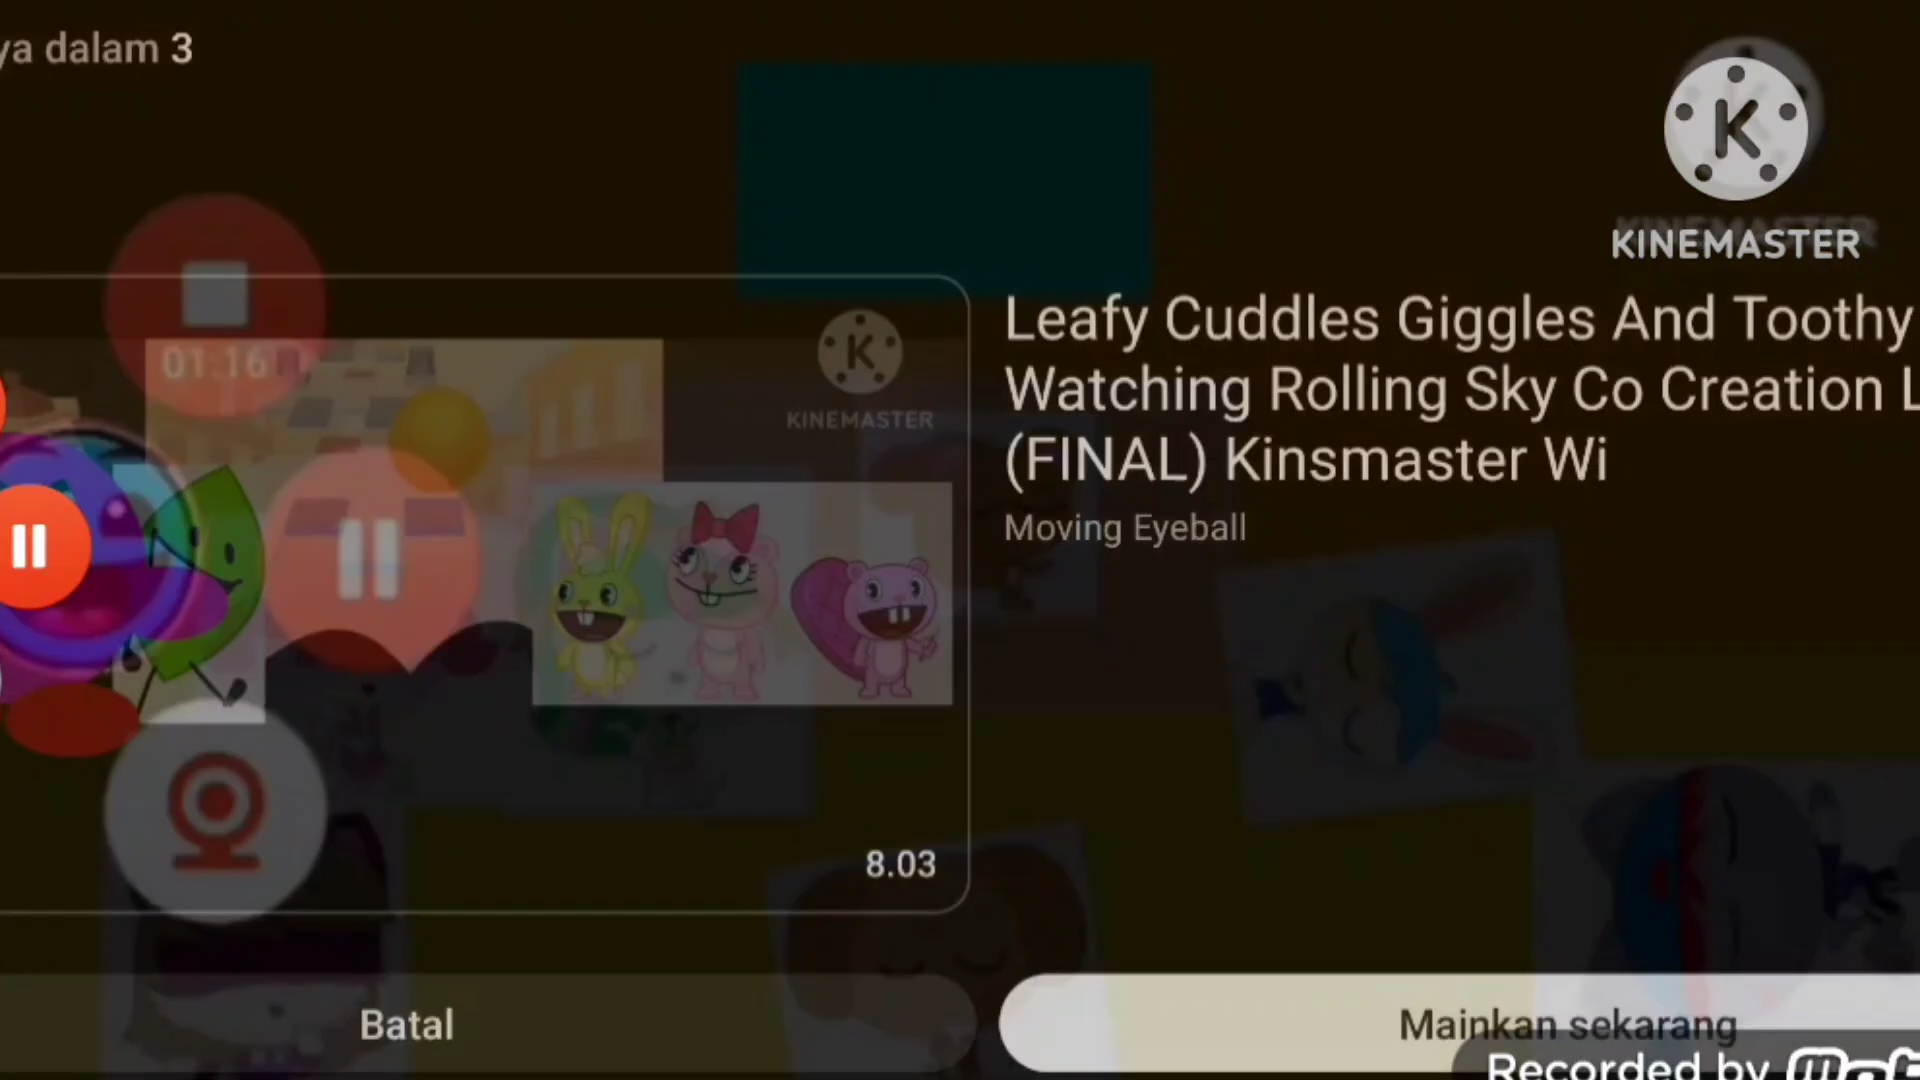 ya dalam 3
KINEMASTER
Leafy Cuddles Giggles And Toothy
Watching Rolling Sky Co Creation L
(FINAL) Kinsmaster Wi
Moving Eyeball
01:16
KINEMASTER
8.03
Batal
Mainkan sekarang
Recorded by